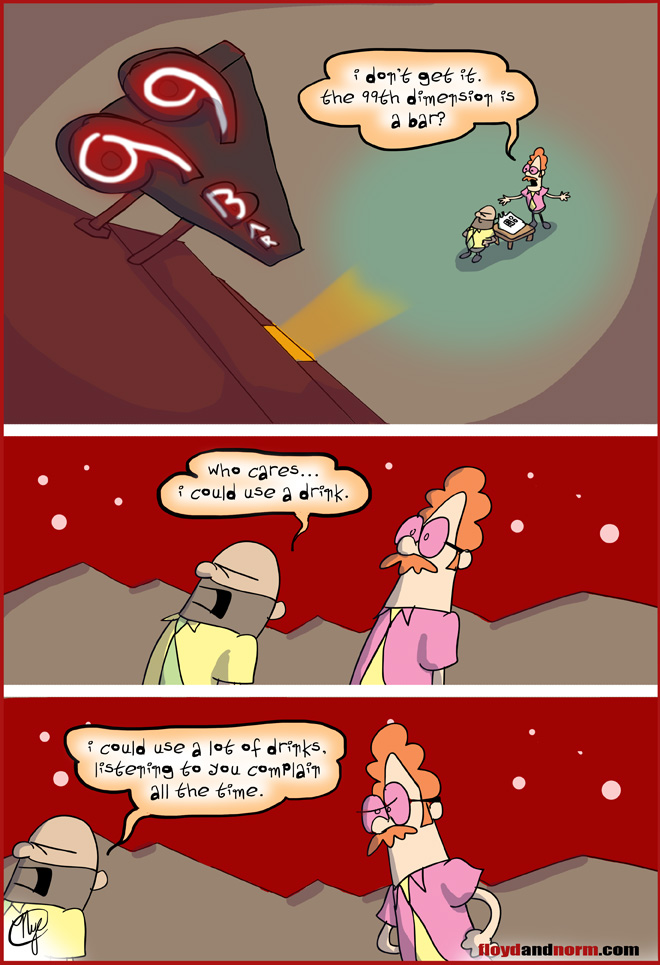 99
BAR
i don't get it.
the 99th dimension is
a bar?
who cares...
i could use a drink.
i could use a lot of drinks,
listening to you complain
all the time.
Nye
floydandnorm.com